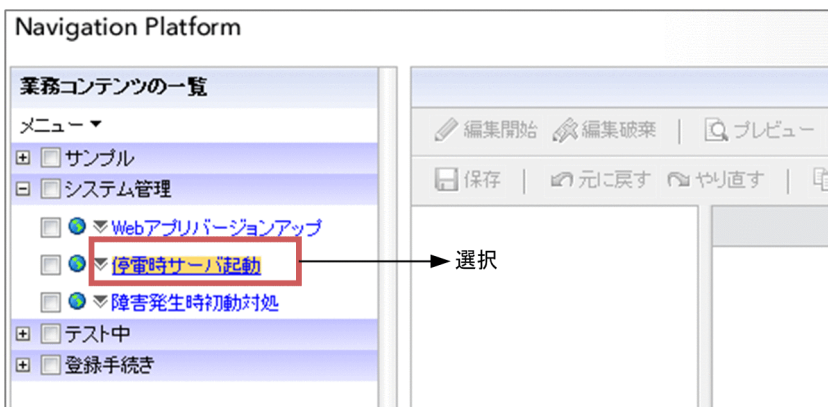 Navigation Platform
業務コンテンツの一覧
メニュー▼
サンプル
システム管理
Webアプリバージョンアップ
停電時サーバ起動
障害発生時初動対処
テスト中
登録手続き
編集開始 編集破棄 | プレビュー
保存 | 元に戻す やり直す |
選択